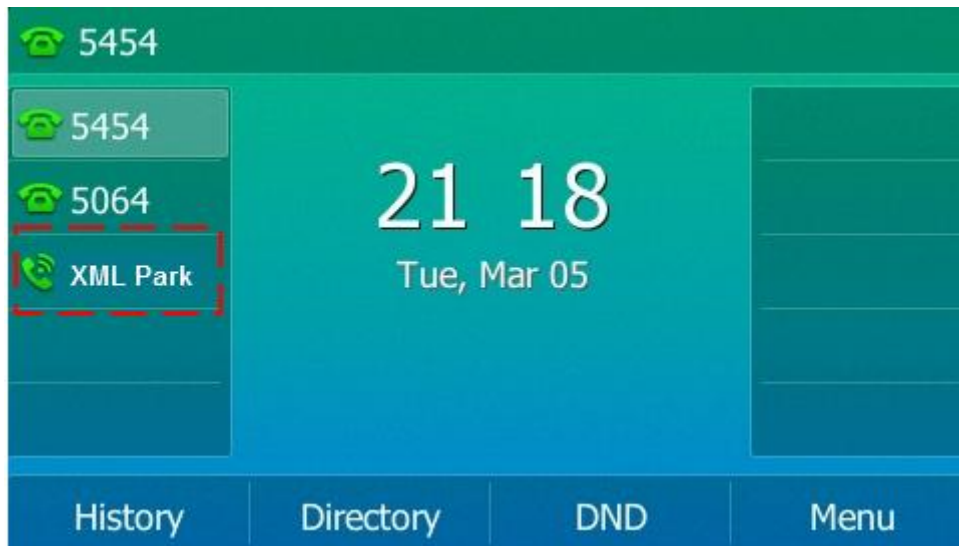 5454
5454
5064
XML Park
21 18
Tue, Mar 05
History Directory DND Menu